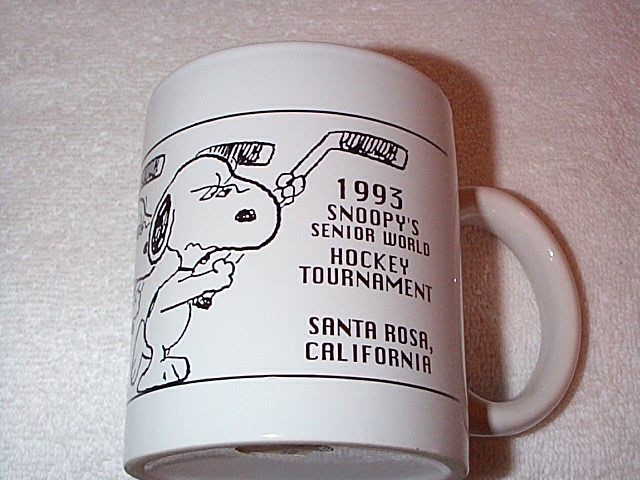 1993
SNOOPY'S
SENIOR WORLD
HOCKEY
TOURNAMENT
SANTA ROSA,
CALIFORNIA